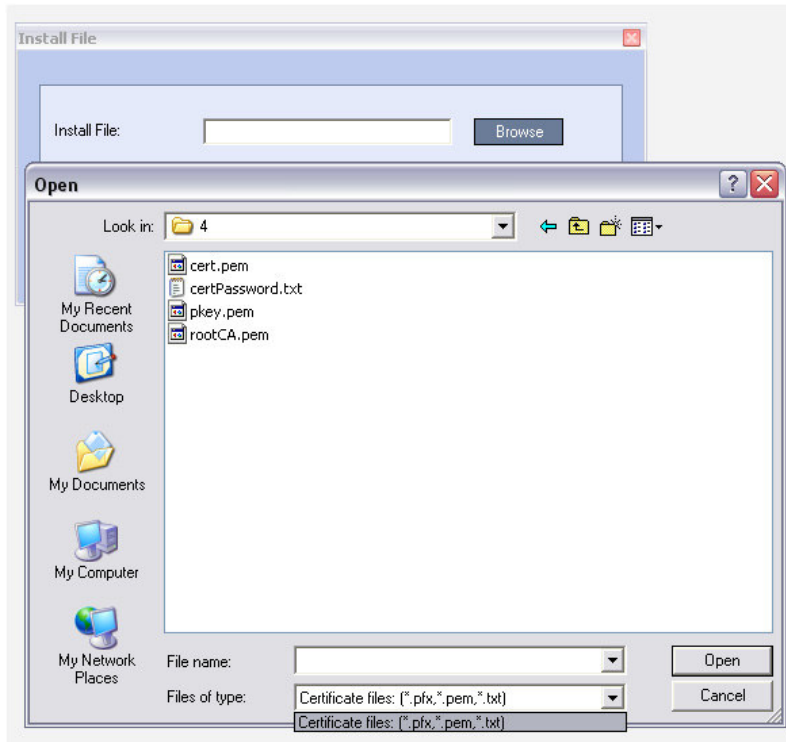 Install File
Install File:
Browse
Open
Look in:
4
cert.pem
certPassword.txt
pkey.pem
rootCA.pem
My Recent
Documents
Desktop
My Documents
My Computer
My Network
Places
File name:
Open
Files of type:
Certificate files: (*.pfx,*.pem,*.txt)
Cancel
Certificate files: (*.pfx,*.pem,*.txt)